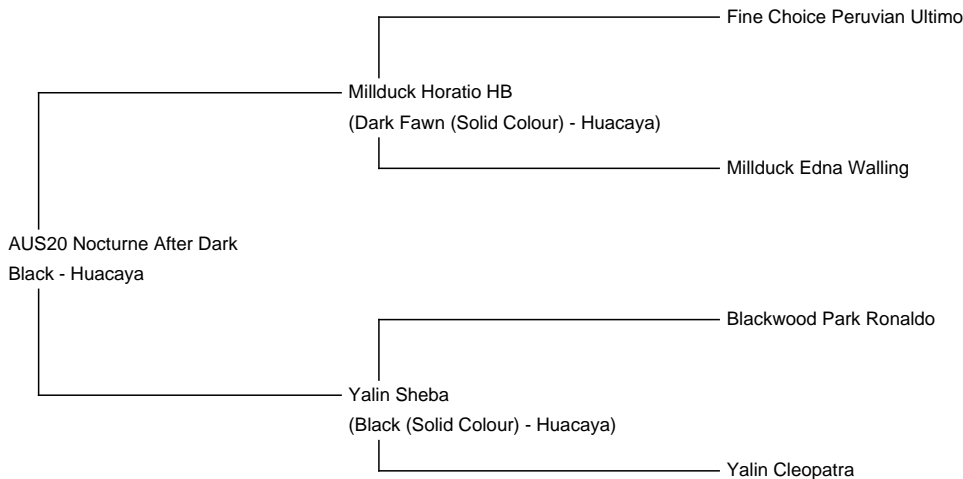 Fine Choice Peruvian Ultimo
Millduck Horatio HB
(Dark Fawn (Solid Colour) - Huacaya)
Millduck Edna Walling
AUS20 Nocturne After Dark
Black - Huacaya
Blackwood Park Ronaldo
Yalin Sheba
(Black (Solid Colour) - Huacaya)
Yalin Cleopatra